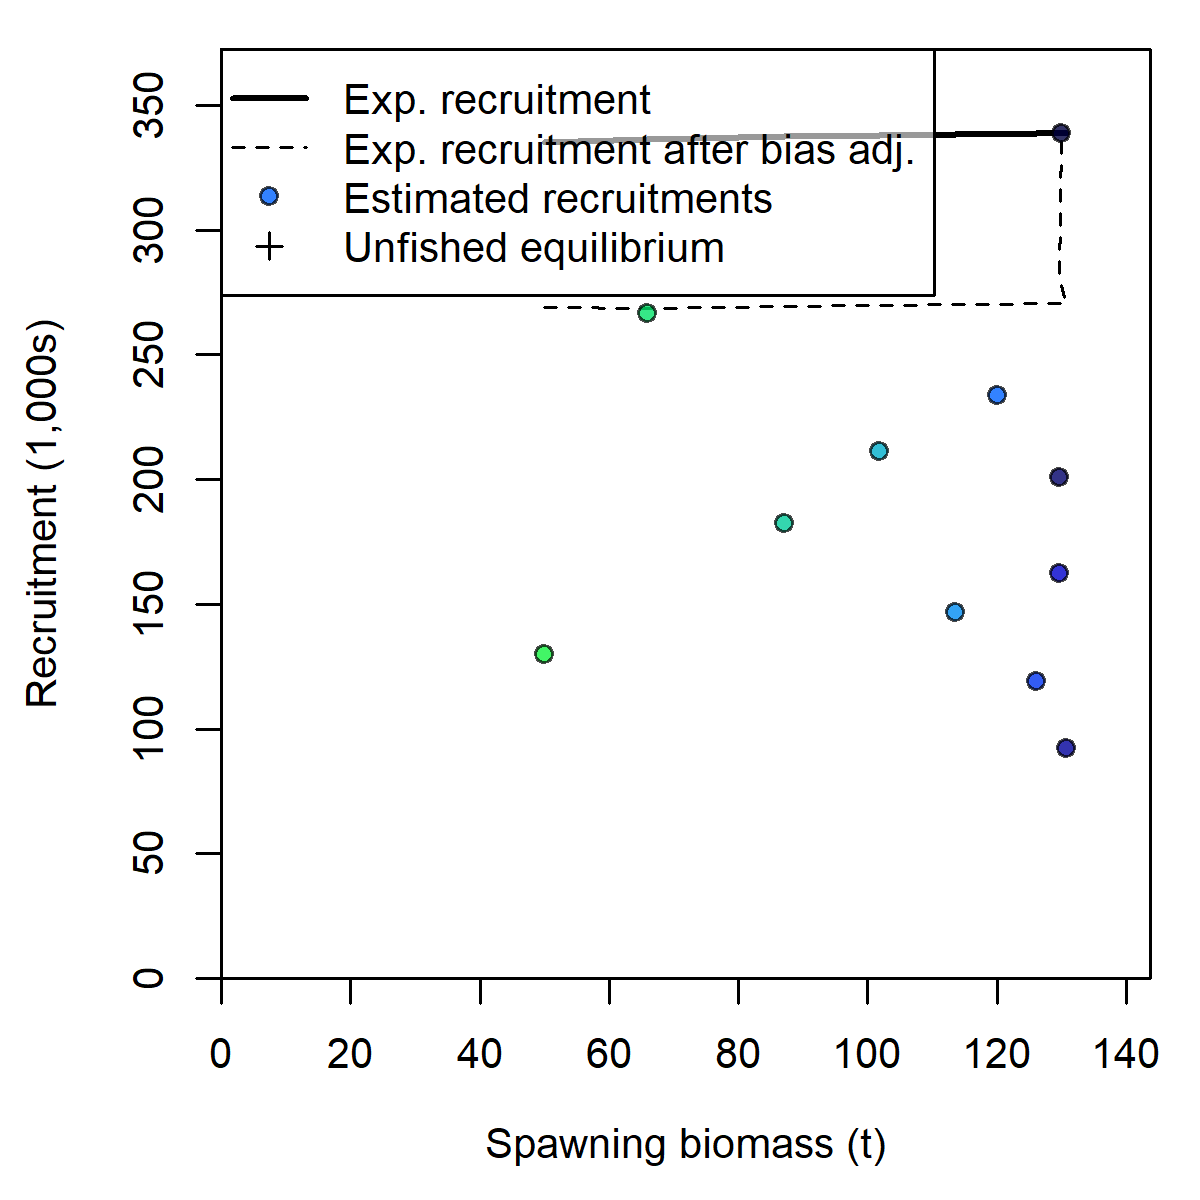 Exp. recruitment
Exp. recruitment after bias adj.
Estimated recruitments
Unfished equilibrium
Recruitment (1,000s)
350
300
250
200
150
100
50
0
0 20 40 60 80 100 120 140
Spawning biomass (t)